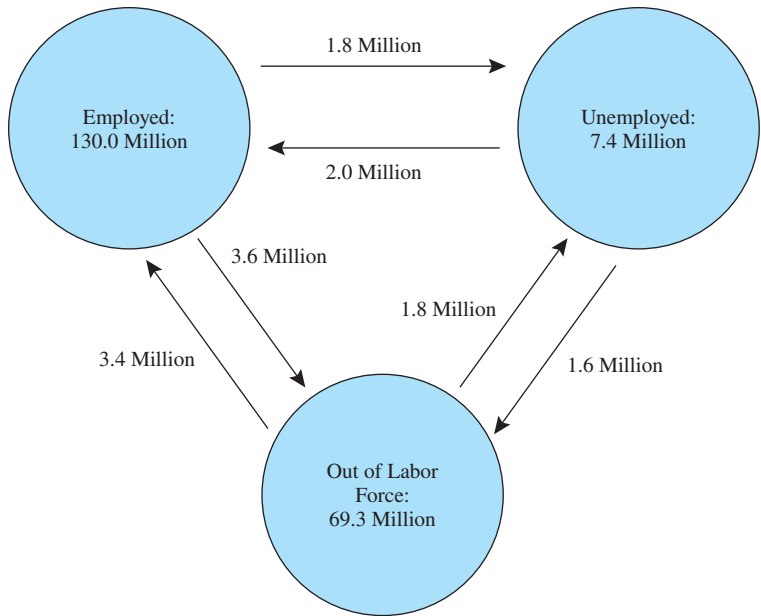 1.8 Million
Employed:
130.0 Million
Unemployed:
7.4 Million
2.0 Million
3.6 Million
1.8 Million
3.4 Million
1.6 Million
Out of Labor
Force:
69.3 Million